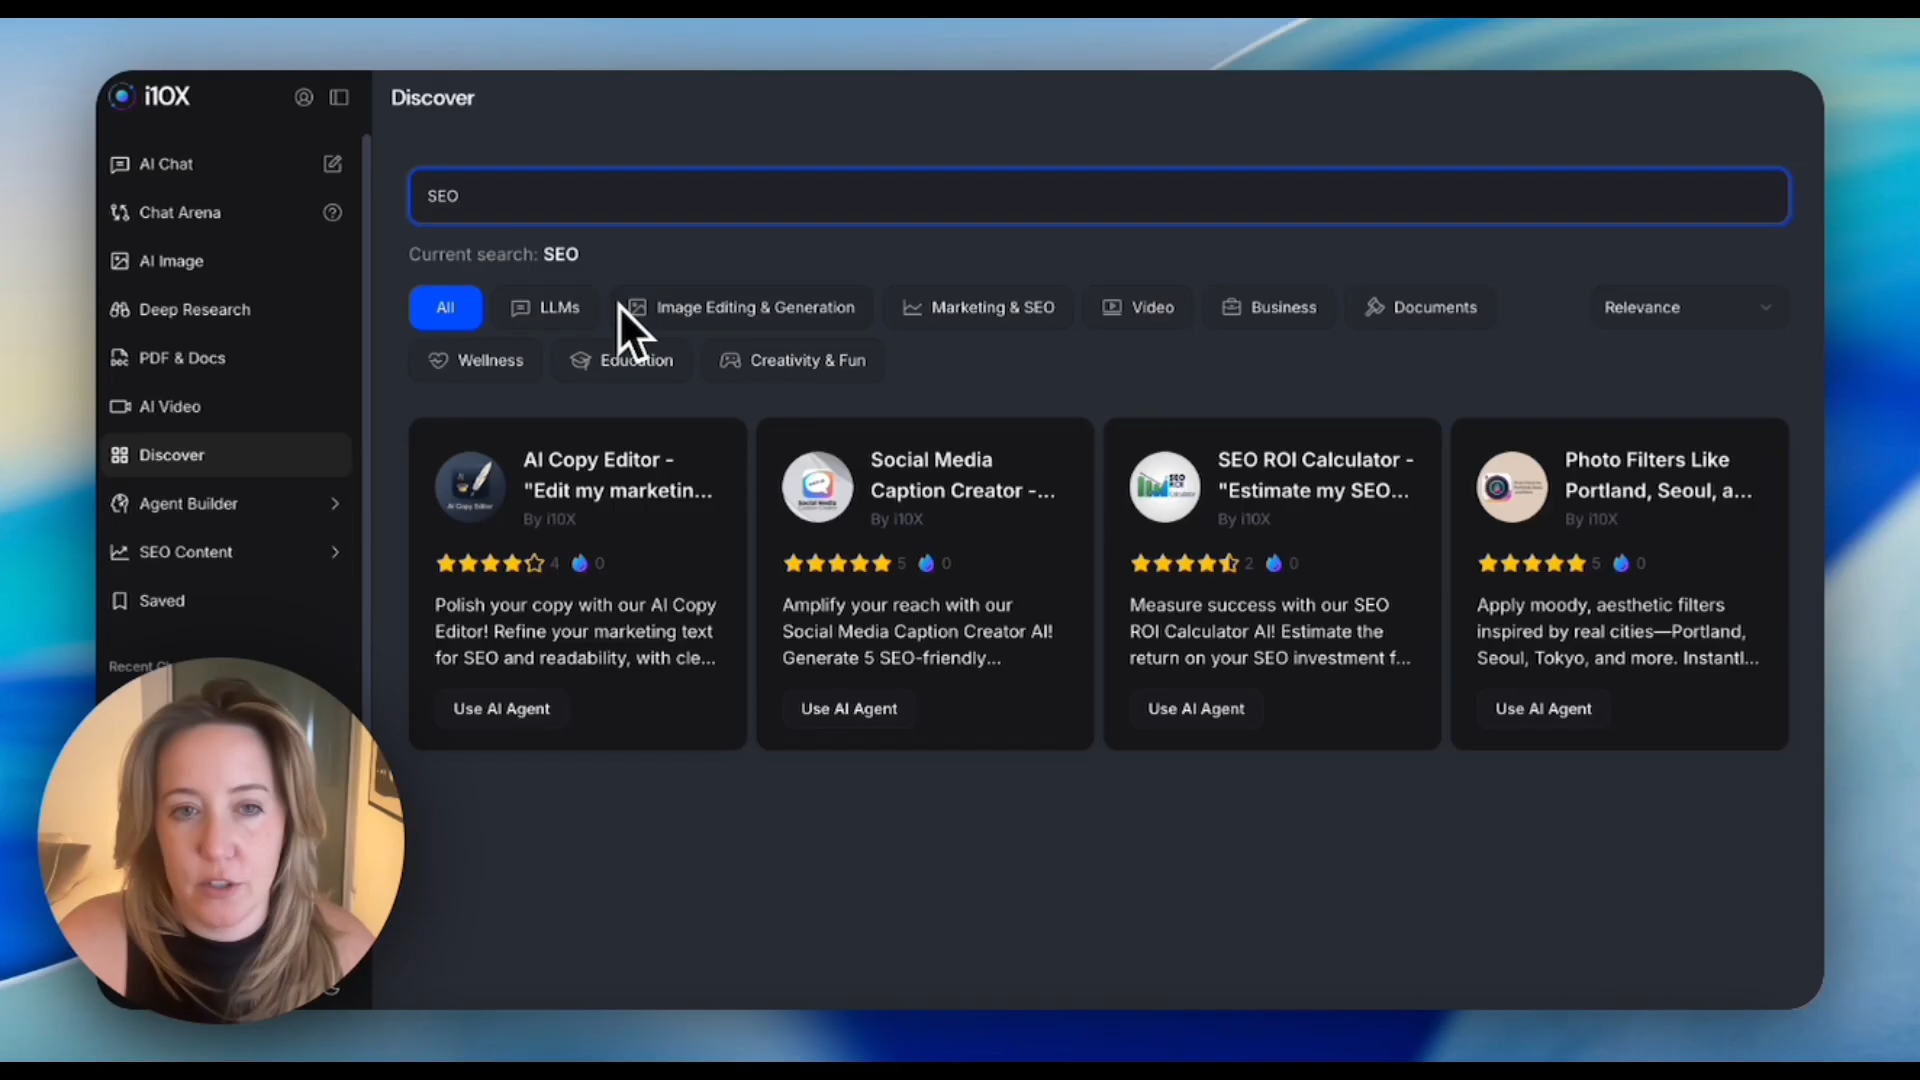 i10X
AI Chat
Chat Arena
AI Image
Deep Research
PDF & Docs
AI Video
Discover
Agent Builder
SEO Content
Saved
Recent
Discover
SEO
Current search: SEO
All
LLMs
Image Editing & Generation
Marketing & SEO
Video
Business
Documents
Relevance
Wellness
Education
Creativity & Fun
AI Copy Editor -
"Edit my marketin...
By i10X
4
0
Polish your copy with our AI Copy
Editor! Refine your marketing text
for SEO and readability, with cle...
Use AI Agent
Social Media
Caption Creator -...
By i10X
5
0
Amplify your reach with our
Social Media Caption Creator AI!
Generate 5 SEO-friendly...
Use AI Agent
SEO ROI Calculator -
"Estimate my SEO...
By i10X
2
0
Measure success with our SEO
ROI Calculator AI! Estimate the
return on your SEO investment f...
Use AI Agent
Photo Filters Like
Portland, Seoul, a...
By i10X
5
0
Apply moody, aesthetic filters
inspired by real cities—Portland,
Seoul, Tokyo, and more. Instantl...
Use AI Agent